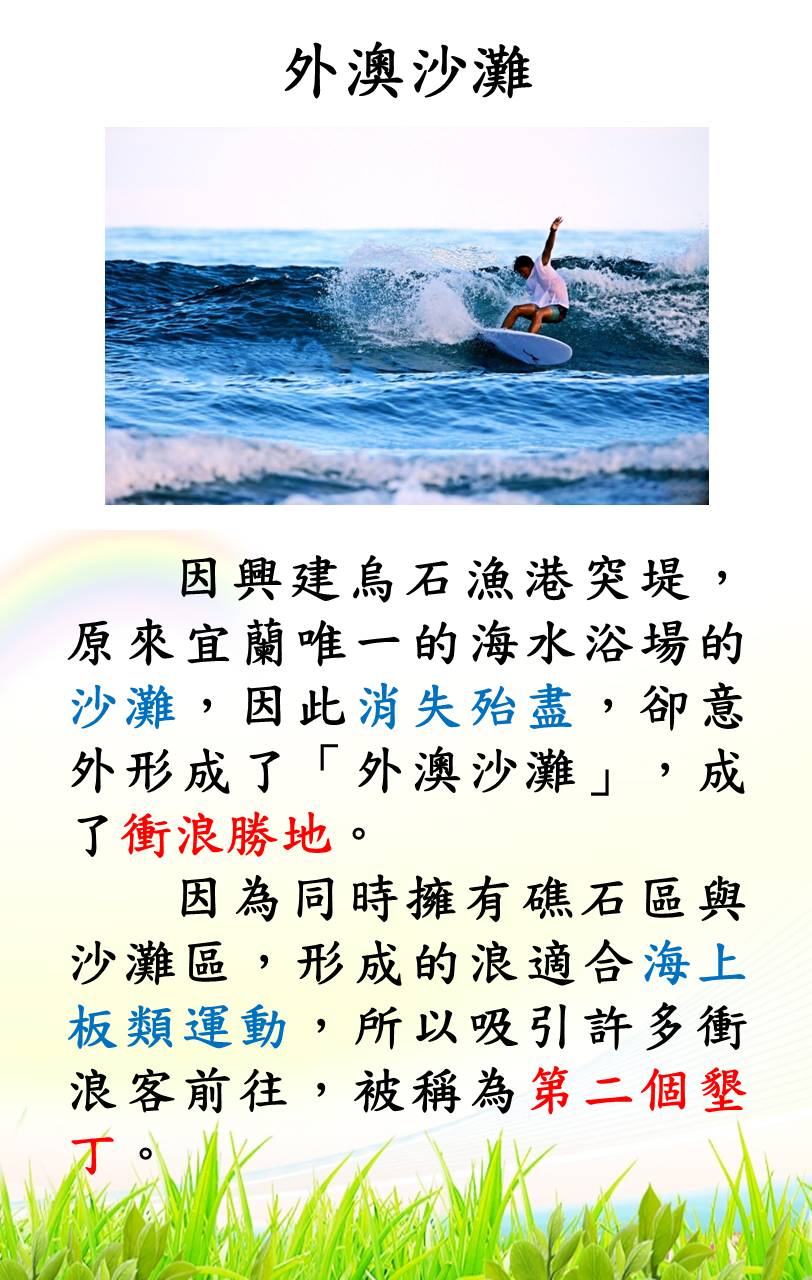 外澳沙灘
因興建烏石漁港突堤，
原來宜蘭唯一的海水浴場的
沙灘，因此消失殆盡，卻意
外形成了「外澳沙灘」，成
了衝浪勝地。
因為同時擁有礁石區與
沙灘區，形成的浪適合海上
板類運動，所以吸引許多衝
浪客前往，被稱為第二個墾
丁。